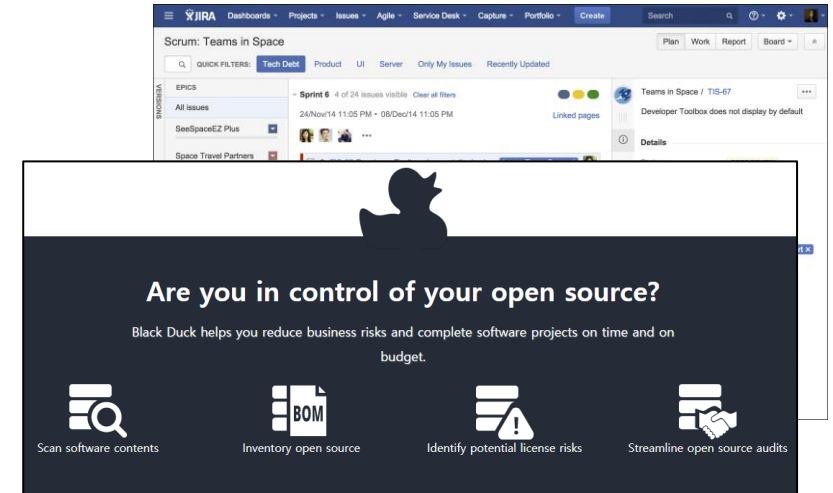 JIRA Dashboards Projects Issues Agile Service Desk Capture Portfolio Create Search
Scrum: Teams in Space
Plan Work Report Board
QUICK FILTERS: Tech Debt Product UI Server Only My Issues Recently Updated
VERSIONS
EPICS
All issues
SeeSpaceEZ Plus
Space Travel Partners
Sprint 6 4 of 24 issues visible Clear all filters
24/Nov/14 11:05 PM • 08/Dec/14 11:05 PM
Linked pages
Teams in Space / TIS-67
Developer Toolbox does not display by default
Details
Are you in control of your open source?
Black Duck helps you reduce business risks and complete software projects on time and on
budget.
BOM
Scan software contents
Inventory open source
Identify potential license risks
Streamline open source audits